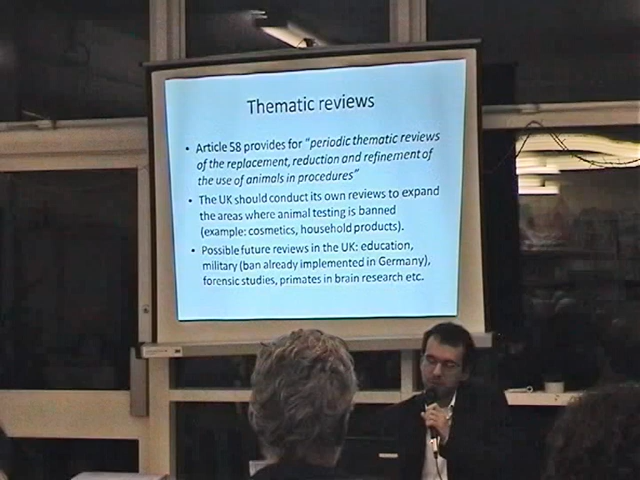 Thematic reviews
• Article 58 provides for "periodic thematic reviews
of the replacement, reduction and refinement of
the use of animals in procedures"
• The UK should conduct its own reviews to expand
the areas where animal testing is banned
(example: cosmetics, household products).
• Possible future reviews in the UK: education,
military (ban already implemented in Germany),
forensic studies, primates in brain research etc.